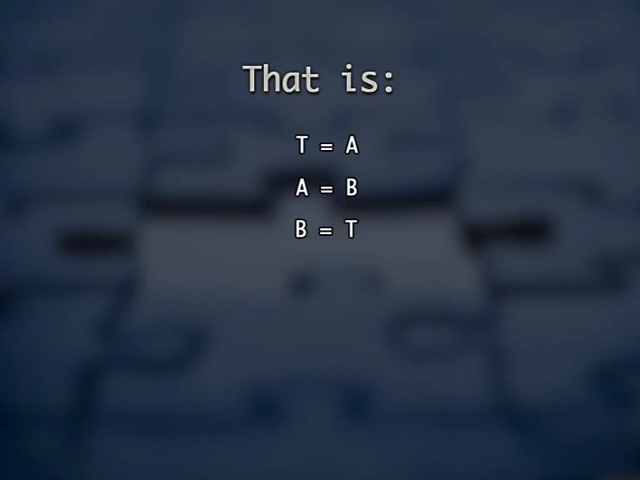 That is:
T = A
A = B
B = T